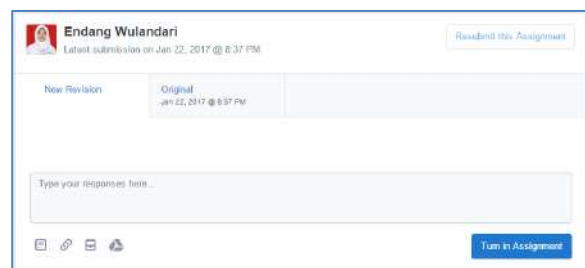 Endang Wulandari
Latest submission on Jan 22, 2017 @ 8:37 PM
Resubmit this Assignment
New Revision
Original
Jan 22, 2017 @ 8:37 PM
Type your responses here...
Turn in Assignment